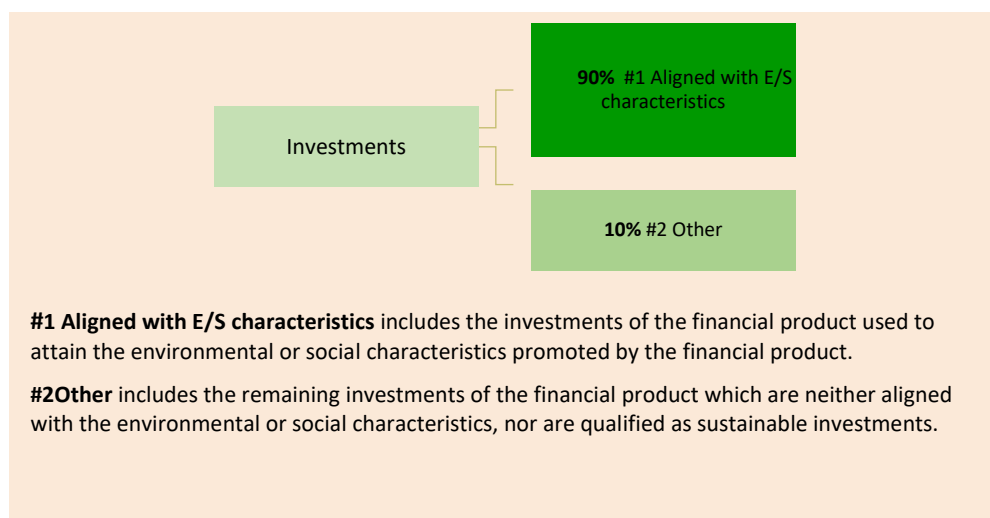 90% #1 Aligned with E/S
characteristics
Investments
10% #2 Other
#1 Aligned with E/S characteristics includes the investments of the financial product used to
attain the environmental or social characteristics promoted by the financial product.
#2Other includes the remaining investments of the financial product which are neither aligned
with the environmental or social characteristics, nor are qualified as sustainable investments.